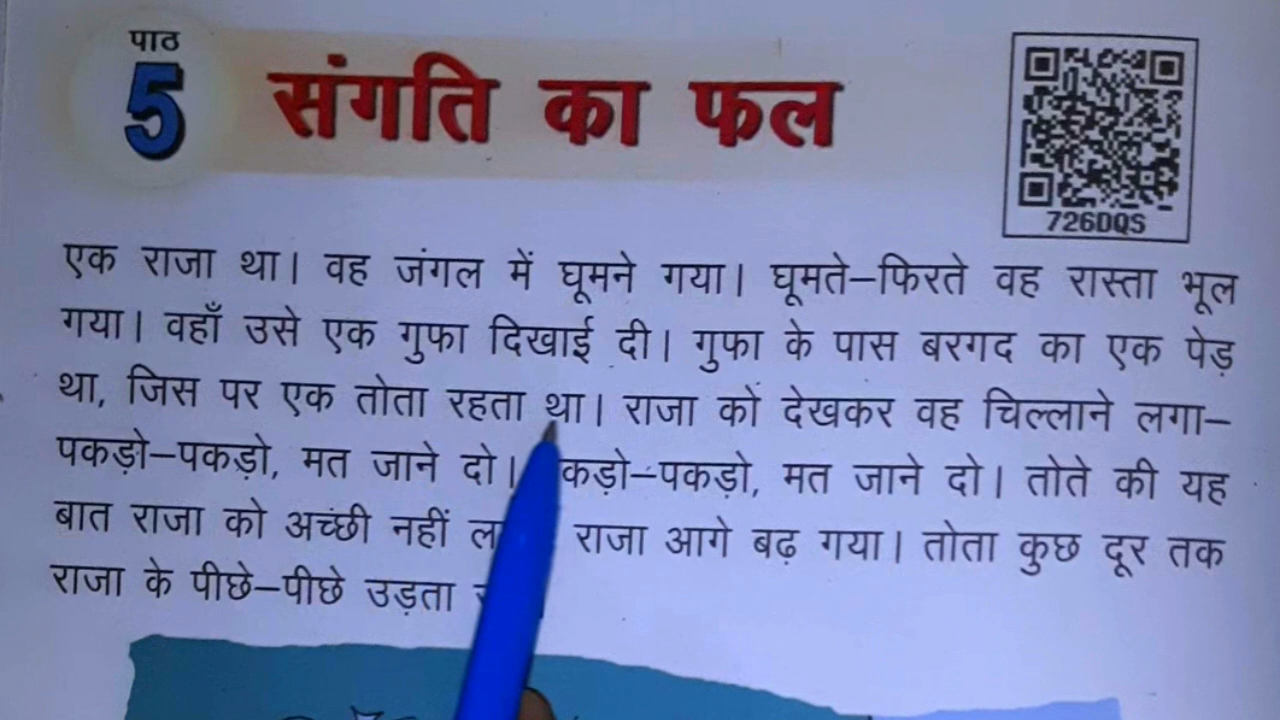 पाठ
5
संगति का फल
726DQS
एक राजा था। वह जंगल में घूमने गया। घूमते–फिरते वह रास्ता भूल
गया। वहाँ उसे एक गुफा दिखाई दी। गुफा के पास बरगद का एक पेड़
था, जिस पर एक तोता रहता था। राजा को देखकर वह चिल्लाने लगा–
पकड़ो–पकड़ो, मत जाने दो। कड़ो–पकड़ो, मत जाने दो। तोते की यह
बात राजा को अच्छी नहीं राजा आगे बढ़ गया। तोता कुछ दूर तक
राजा के पीछे–पीछे उड़ता